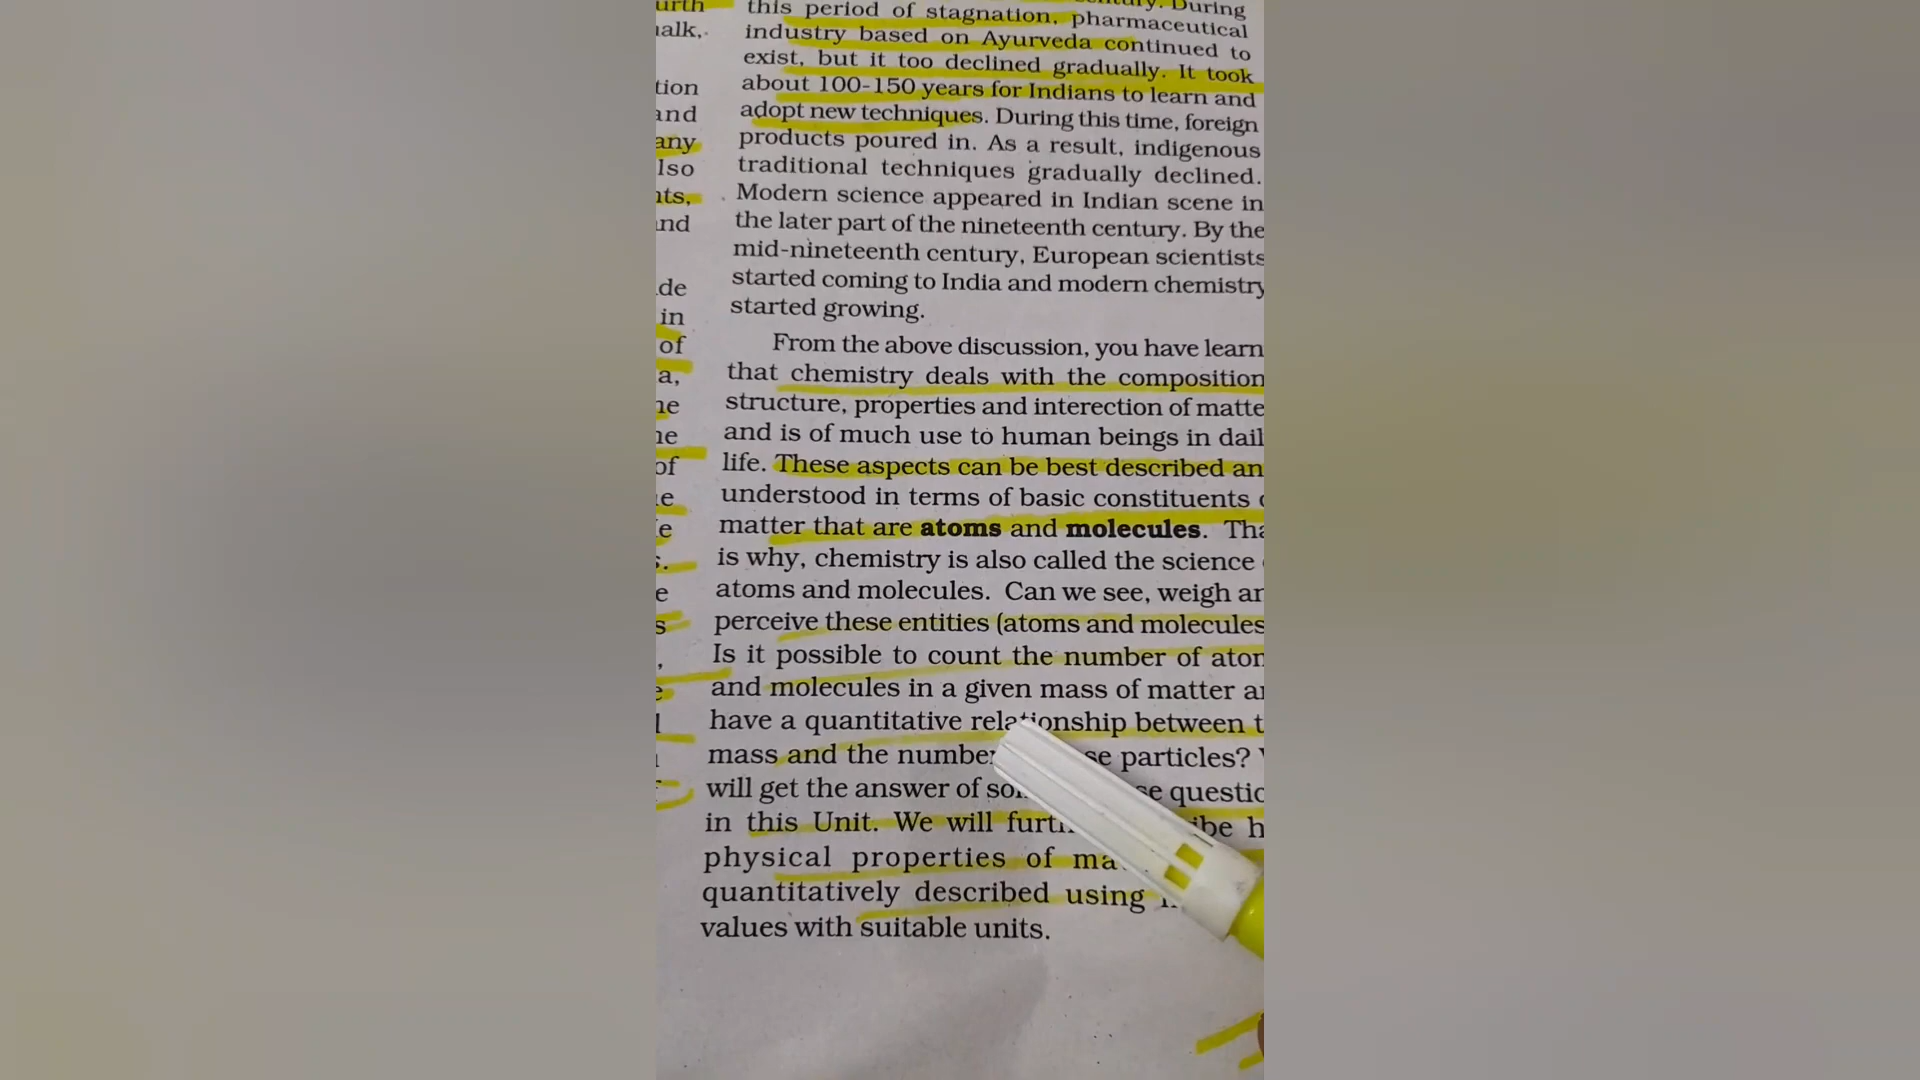 urth
alk,
tion
and
any
lso
nts,
nd
de
in
of
a,
he
ne
of
e
e
s.
e
s
,
e
l
this period of stagnation, pharmaceutical
industry based on Ayurveda continued to
exist, but it too declined gradually. It took
about 100-150 years for Indians to learn and
adopt new techniques. During this time, foreign
products poured in. As a result, indigenous
traditional techniques gradually declined.
Modern science appeared in Indian scene in
the later part of the nineteenth century. By the
mid-nineteenth century, European scientists
started coming to India and modern chemistry
started growing.
From the above discussion, you have learn
that chemistry deals with the composition
structure, properties and interection of matte
and is of much use to human beings in dail
life. These aspects can be best described an
understood in terms of basic constituents
matter that are atoms and molecules. Tha
is why, chemistry is also called the science
atoms and molecules. Can we see, weigh an
perceive these entities (atoms and molecules
Is it possible to count the number of atom
and molecules in a given mass of matter an
have a quantitative relationship between t
mass and the number se particles?
will get the answer of so se questio
in this Unit. We will furth ibe h
physical properties of ma
quantitatively described using
values with suitable units.